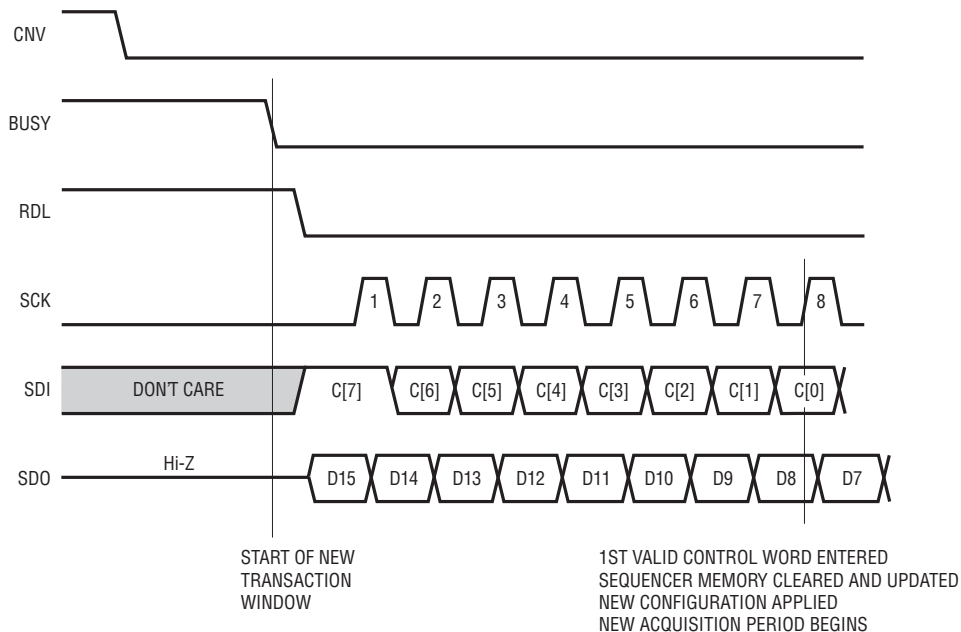 CNV
BUSY
RDL
SCK 1 2 3 4 5 6 7 8
SDI DON'T CARE C[7] C[6] C[5] C[4] C[3] C[2] C[1] C[0]
SDO Hi-Z D15 D14 D13 D12 D11 D10 D9 D8 D7
START OF NEW
TRANSACTION
WINDOW
1ST VALID CONTROL WORD ENTERED
SEQUENCER MEMORY CLEARED AND UPDATED
NEW CONFIGURATION APPLIED
NEW ACQUISITION PERIOD BEGINS